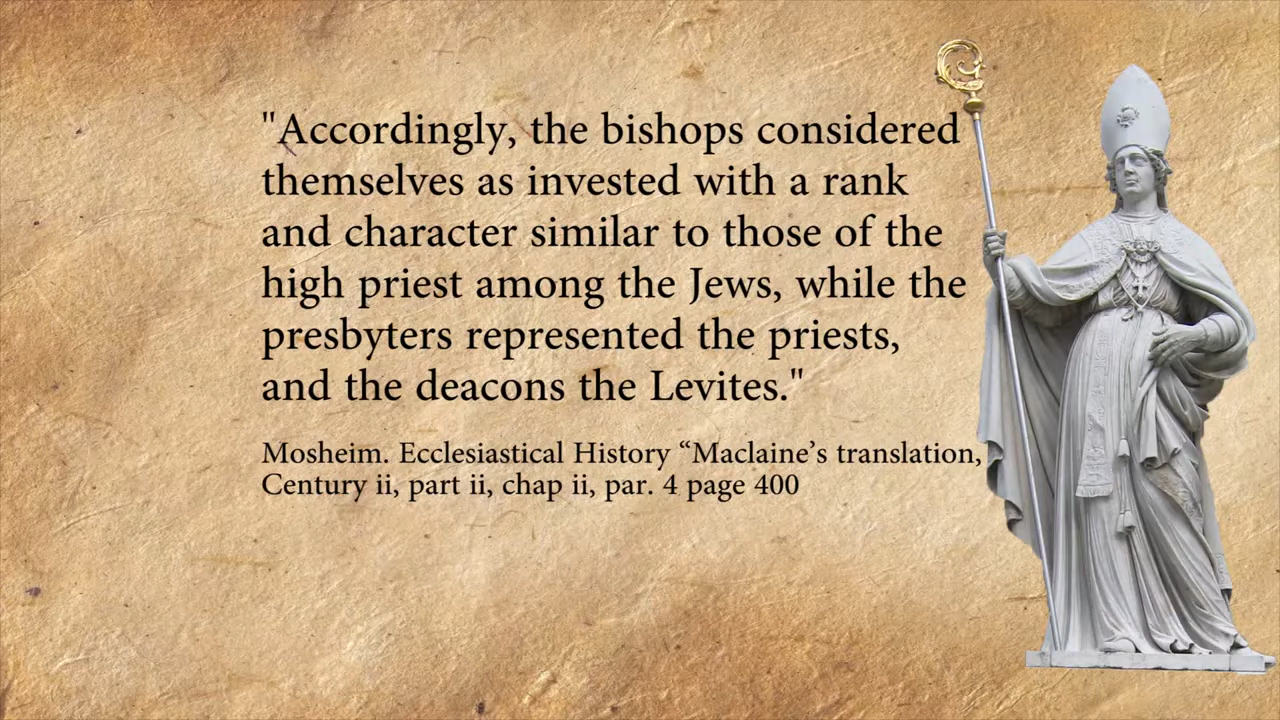 "Accordingly, the bishops considered
themselves as invested with a rank
and character similar to those of the
high priest among the Jews, while the
presbyters represented the priests,
and the deacons the Levites."
Mosheim. Ecclesiastical History “Maclaine’s translation,
Century ii, part ii, chap ii, par. 4 page 400